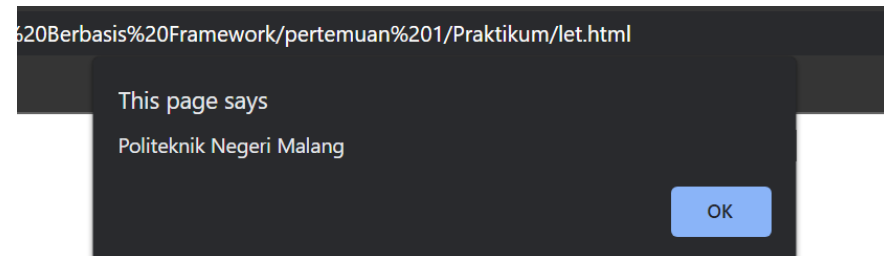 %20Berbasis%20Framework/pertemuan%201/Praktikum/let.html
This page says
Politeknik Negeri Malang
OK